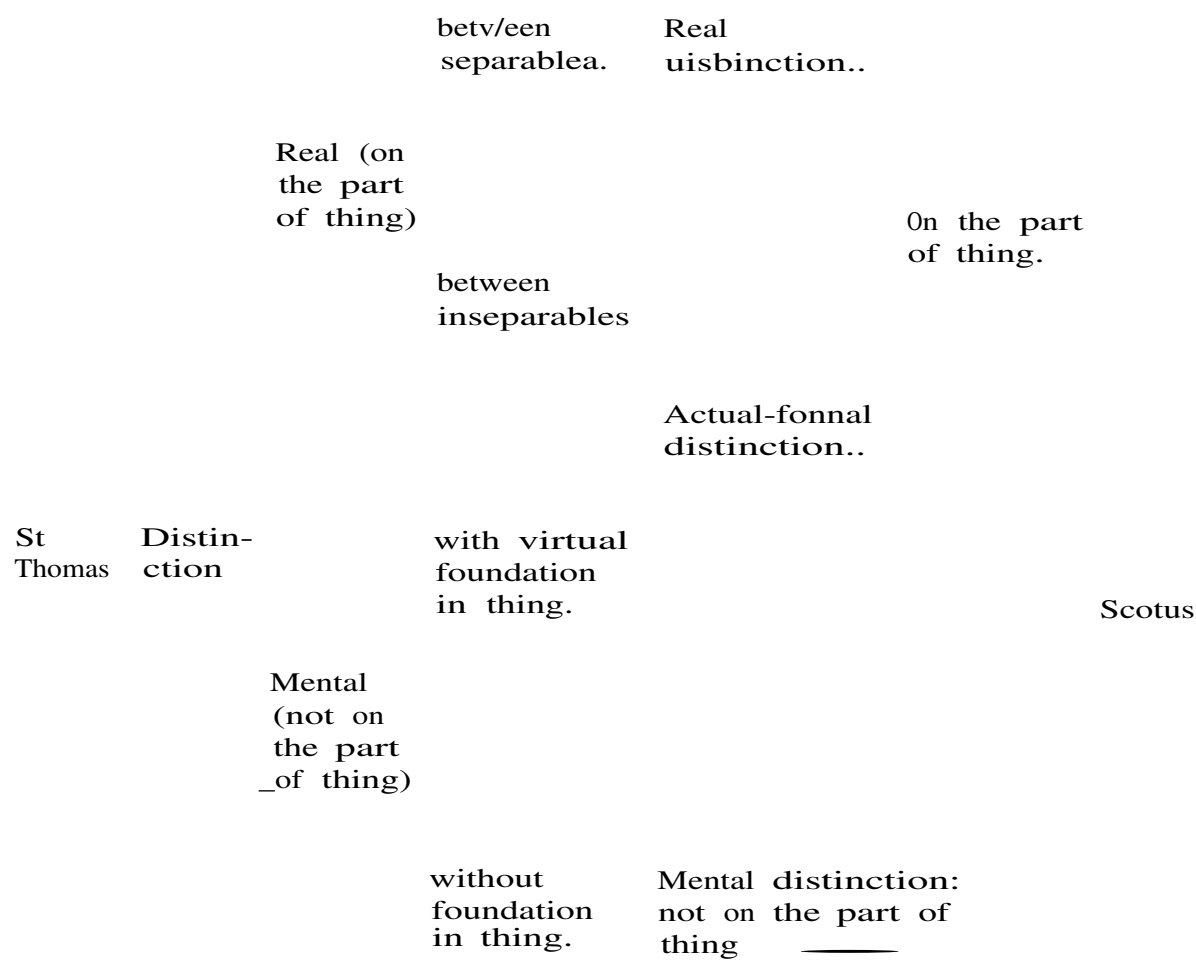 betv/een
separablea.
Real
uisbinction..
Real (on
the part
of thing)
0n the part
of thing.
between
inseparables
Actual-fonnal
distinction..
St
Thomas
Distin-
ction
with virtual
foundation
in thing.
Scotus
Mental
(not on
the part
_of thing)
without
foundation
in thing.
Mental distinction:
not on the part of
thing